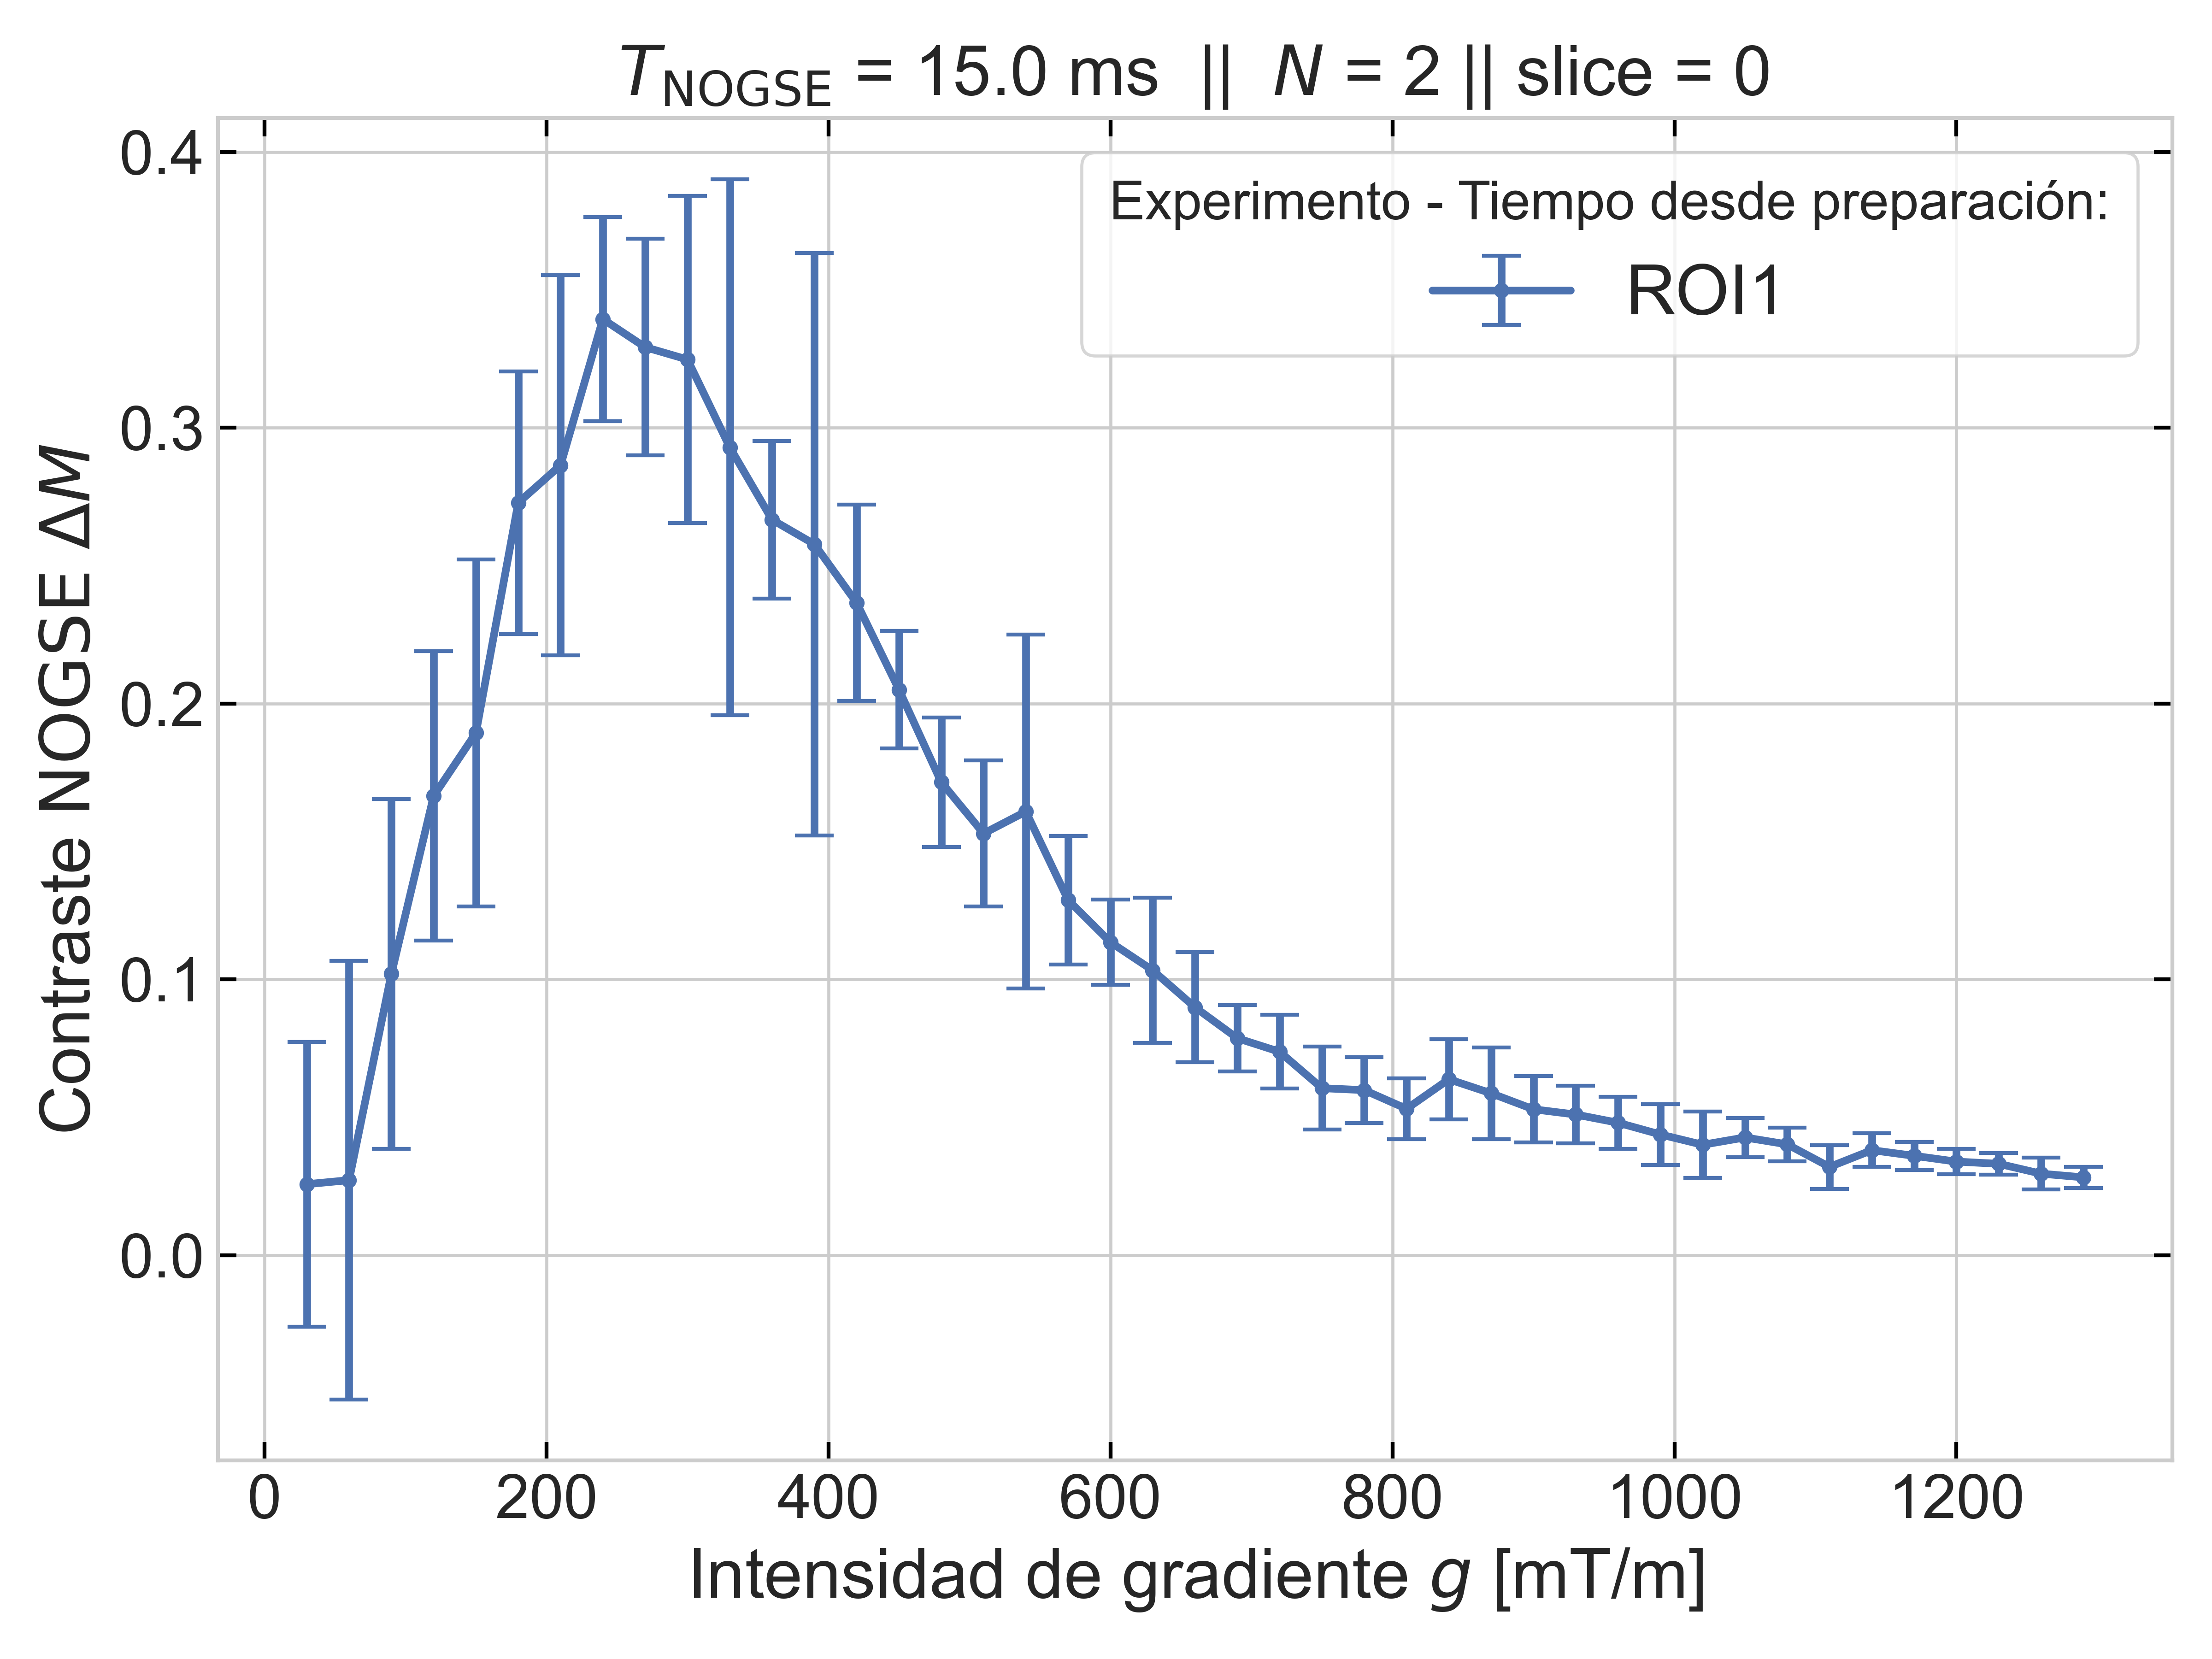 T_NOGSE = 15.0 ms || N = 2 || slice = 0
0.4
0.3
0.2
0.1
0.0
Contraste NOGSE ΔM
Experimento - Tiempo desde preparación:
ROI1
0 200 400 600 800 1000 1200
Intensidad de gradiente g [mT/m]